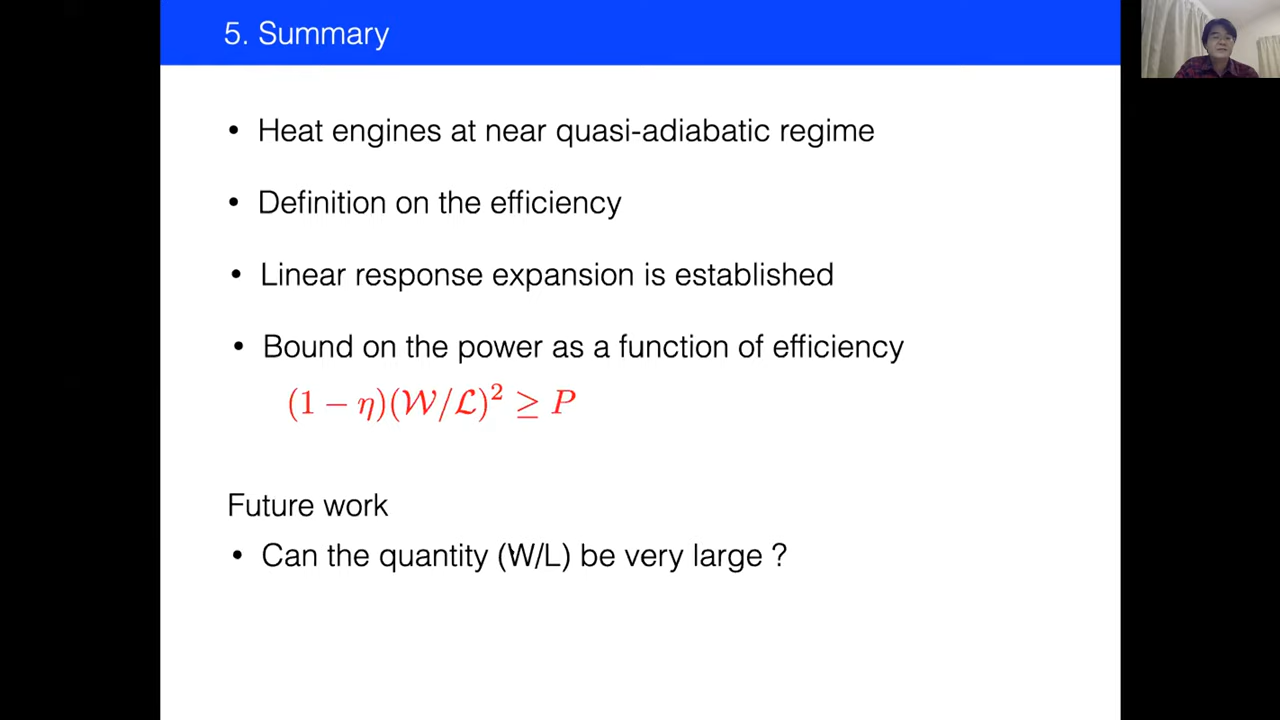 5. Summary
• Heat engines at near quasi-adiabatic regime
• Definition on the efficiency
• Linear response expansion is established
• Bound on the power as a function of efficiency
(1 − η)(𝒲/ℒ)² ≥ P
Future work
• Can the quantity (W/L) be very large ?